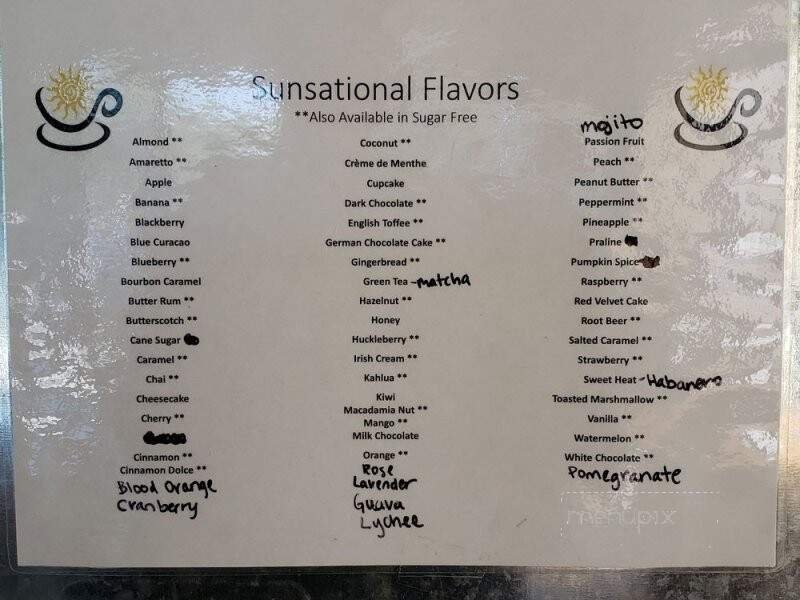 Sunsational Flavors
**Also Available in Sugar Free
Almond **
Amaretto **
Apple
Banana **
Blackberry
Blue Curacao
Blueberry **
Bourbon Caramel
Butter Rum **
Butterscotch **
Cane Sugar
Caramel **
Chai **
Cheesecake
Cherry **
Cinnamon **
Cinnamon Dolce **
Blood Orange
Cranberry
Coconut **
Crème de Menthe
Cupcake
Dark Chocolate **
English Toffee **
German Chocolate Cake **
Gingerbread **
Green Tea -matcha
Hazelnut **
Honey
Huckleberry **
Irish Cream **
Kahlua **
Kiwi
Macadamia Nut **
Mango **
Milk Chocolate
Orange **
Rose
Lavender
Guava
Lychee
mojito
Passion Fruit
Peach **
Peanut Butter **
Peppermint **
Pineapple **
Praline
Pumpkin Spice
Raspberry **
Red Velvet Cake
Root Beer **
Salted Caramel **
Strawberry **
Sweet Heat -Habanero
Toasted Marshmallow **
Vanilla **
Watermelon **
White Chocolate **
Pomegranate
menupix